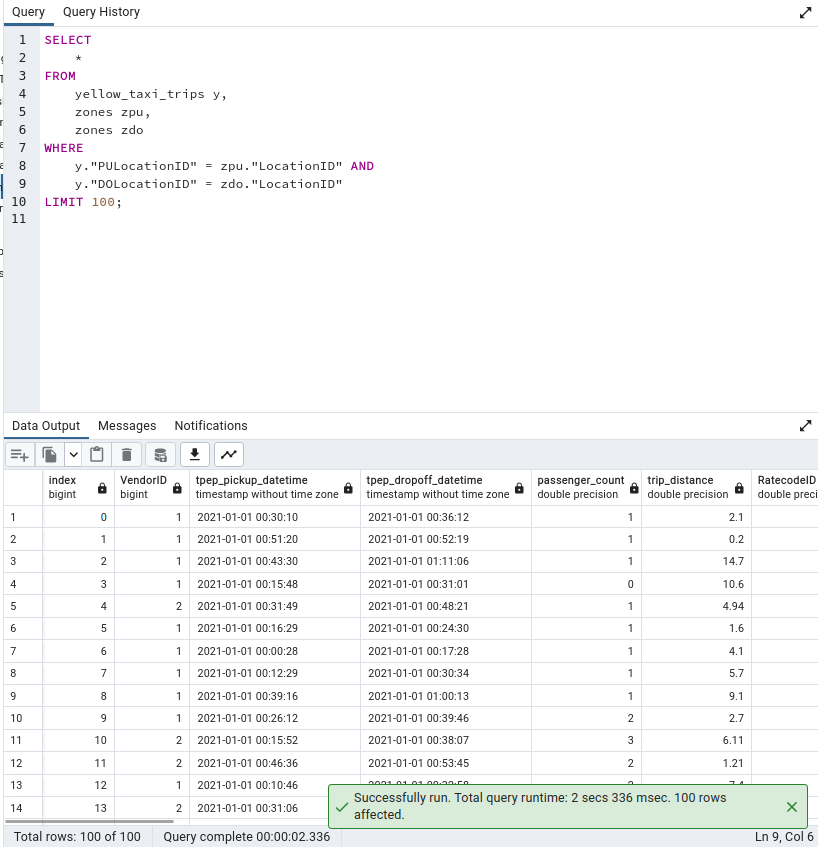 Query Query History
1 SELECT
2 *
3 FROM
4 yellow_taxi_trips y,
5 zones zpu,
6 zones zdo
7 WHERE
8 y."PULocationID" = zpu."LocationID" AND
9 y."DOLocationID" = zdo."LocationID"
10 LIMIT 100;
11
Data Output Messages Notifications
index VendorID tpep_pickup_datetime tpep_dropoff_datetime passenger_count trip_distance RatecodeID
bigint bigint timestamp without time zone timestamp without time zone double precision double precision double preci
1 0 1 2021-01-01 00:30:10 2021-01-01 00:36:12 1 2.1
2 1 1 2021-01-01 00:51:20 2021-01-01 00:52:19 1 0.2
3 2 1 2021-01-01 00:43:30 2021-01-01 01:11:06 1 14.7
4 3 1 2021-01-01 00:15:48 2021-01-01 00:31:01 0 10.6
5 4 2 2021-01-01 00:31:49 2021-01-01 00:48:21 1 4.94
6 5 1 2021-01-01 00:16:29 2021-01-01 00:24:30 1 1.6
7 6 1 2021-01-01 00:00:28 2021-01-01 00:17:28 1 4.1
8 7 1 2021-01-01 00:12:29 2021-01-01 00:30:34 1 5.7
9 8 1 2021-01-01 00:39:16 2021-01-01 01:00:13 1 9.1
10 9 1 2021-01-01 00:26:12 2021-01-01 00:39:46 2 2.7
11 10 2 2021-01-01 00:15:52 2021-01-01 00:38:07 3 6.11
12 11 2 2021-01-01 00:46:36 2021-01-01 00:53:45 2 1.21
13 12 1 2021-01-01 00:10:46
14 13 2 2021-01-01 00:31:06
Successfully run. Total query runtime: 2 secs 336 msec. 100 rows
affected.
Total rows: 100 of 100 Query complete 00:00:02.336 Ln 9, Col 6